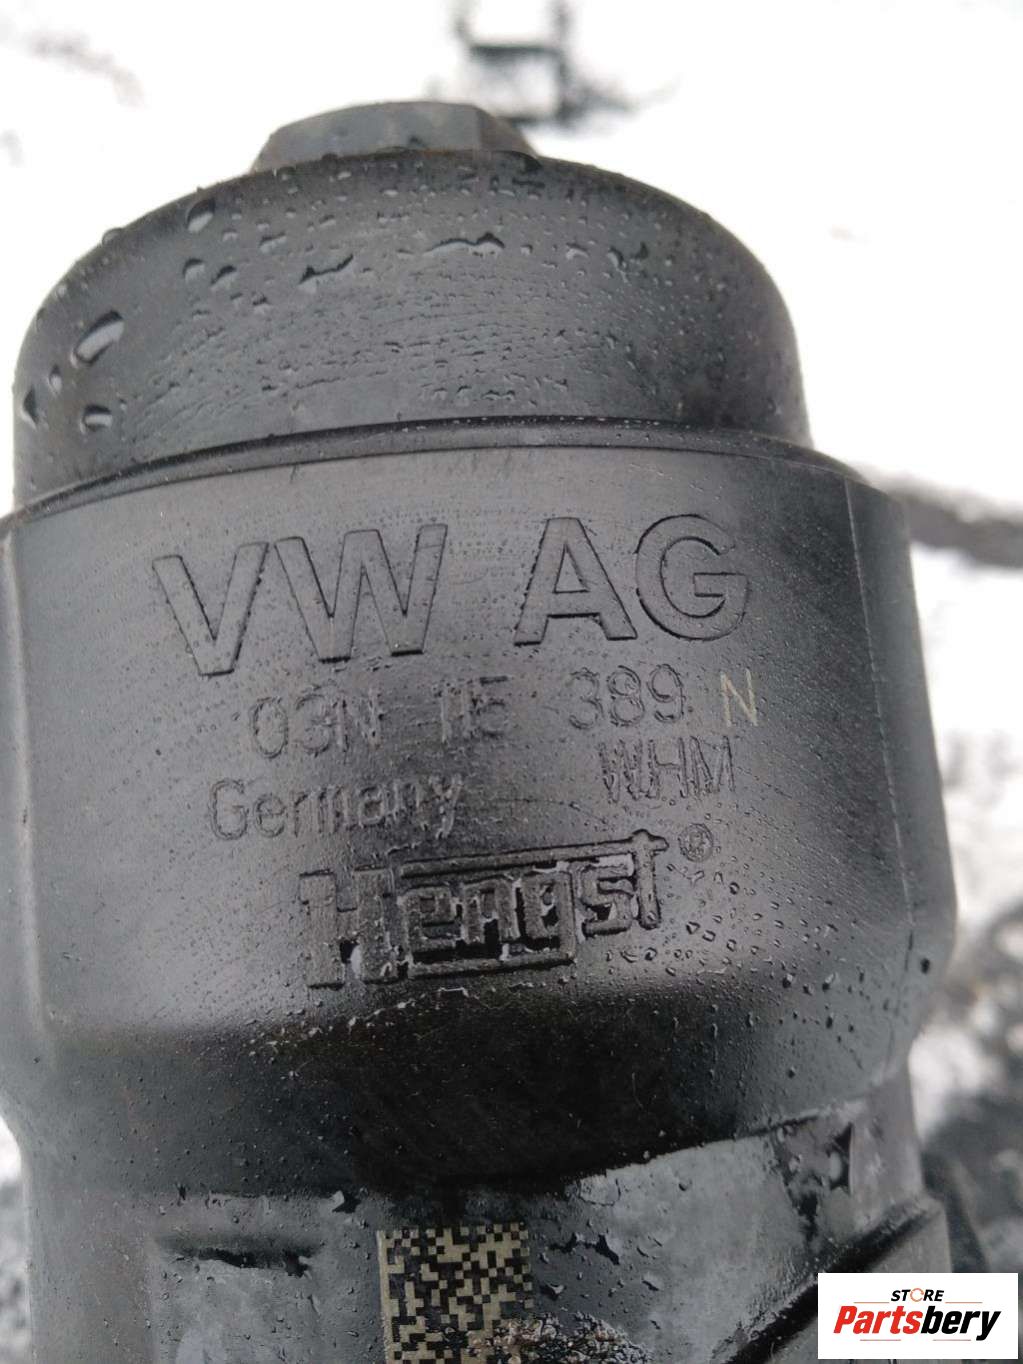 VW AG
03N 115 389 N
Germany WHM
Hengst®
STORE
Partsbery